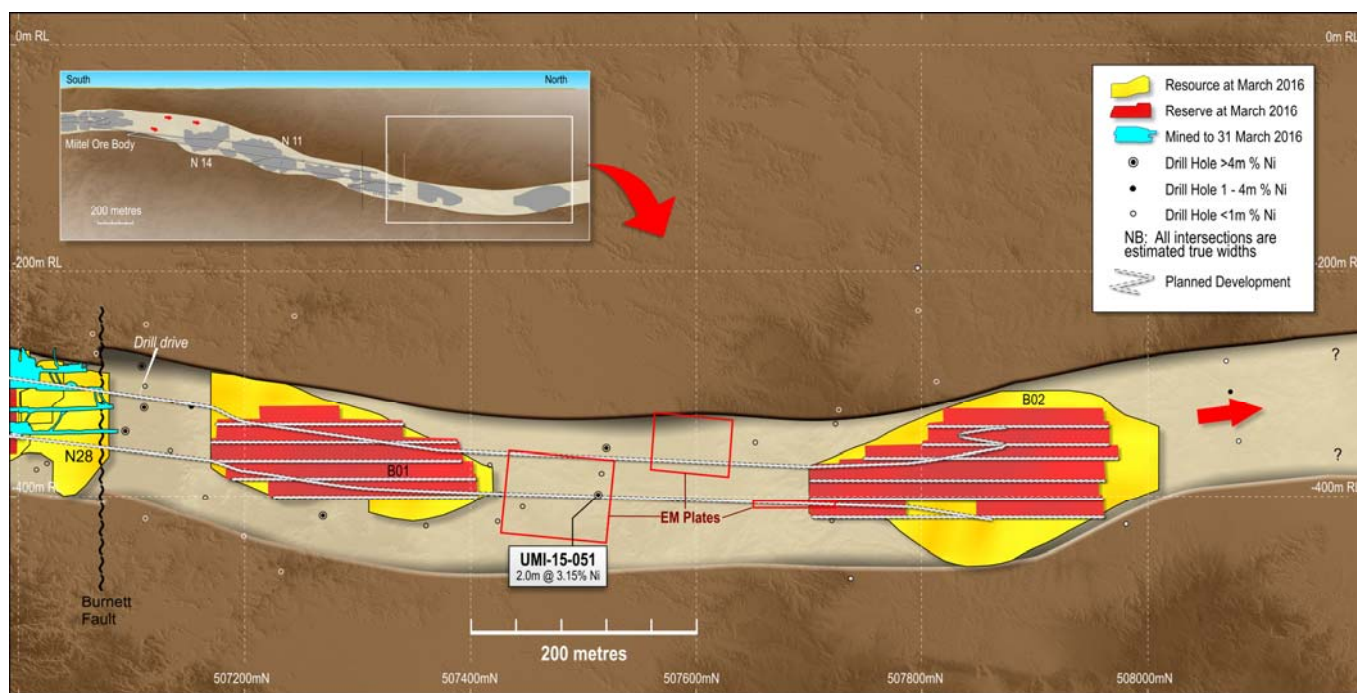 0m RL
0m RL
South
North
Miitel Ore Body
N 14
N 11
200 metres
Resource at March 2016
Reserve at March 2016
Mined to 31 March 2016
Drill Hole >4m % Ni
Drill Hole 1 - 4m % Ni
Drill Hole <1m % Ni
NB: All intersections are
estimated true widths
Planned Development
-200m RL
-200m RL
Drill drive
?
B02
N28
B01
?
-400m RL
-400m RL
EM Plates
UMI-15-051
2.0m @ 3.15% Ni
Burnett
Fault
200 metres
507200mN
507400mN
507600mN
507800mN
508000mN